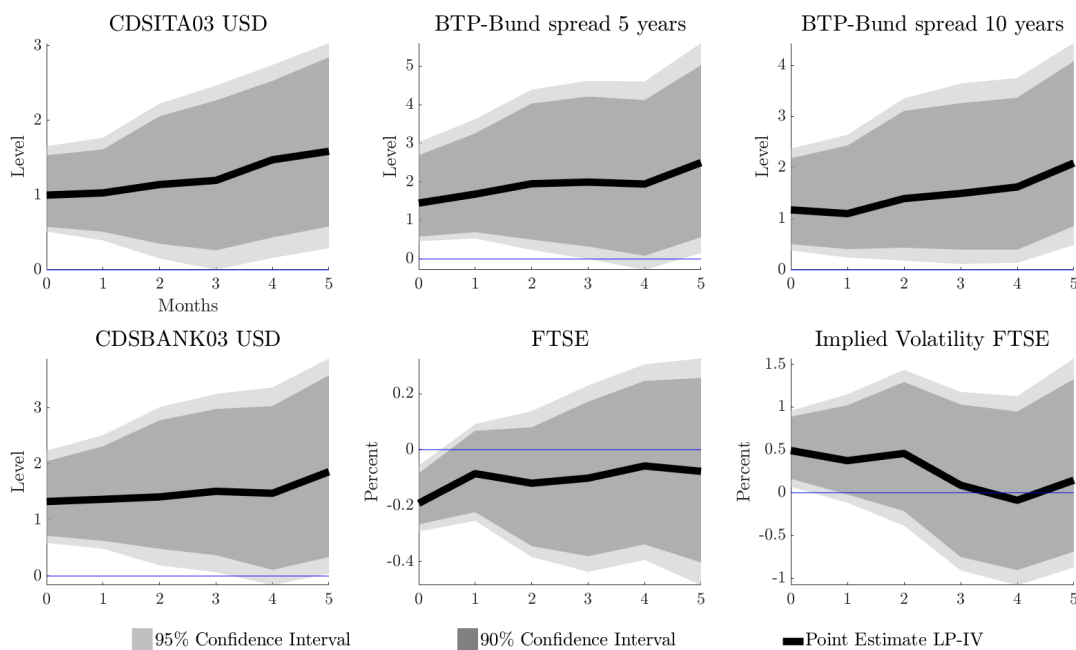 CDSITA03 USD
3
2
1
0
Level
0 1 2 3 4 5
Months
BTP-Bund spread 5 years
5
4
3
2
1
0
Level
0 1 2 3 4 5
BTP-Bund spread 10 years
4
3
2
1
0
Level
0 1 2 3 4 5
CDSBANK03 USD
3
2
1
0
Level
0 1 2 3 4 5
FTSE
0.2
0
-0.2
-0.4
Percent
0 1 2 3 4 5
Implied Volatility FTSE
1.5
1
0.5
0
-0.5
-1
Percent
0 1 2 3 4 5
95% Confidence Interval
90% Confidence Interval
Point Estimate LP-IV